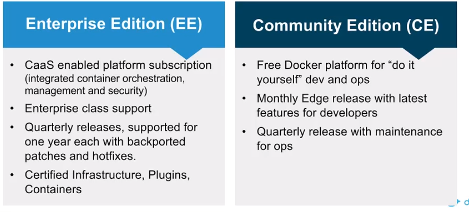 Enterprise Edition (EE)
• CaaS enabled platform subscription
(integrated container orchestration,
management and security)
• Enterprise class support
• Quarterly releases, supported for
one year each with backported
patches and hotfixes.
• Certified Infrastructure, Plugins,
Containers
Community Edition (CE)
• Free Docker platform for “do it
yourself” dev and ops
• Monthly Edge release with latest
features for developers
• Quarterly release with maintenance
for ops